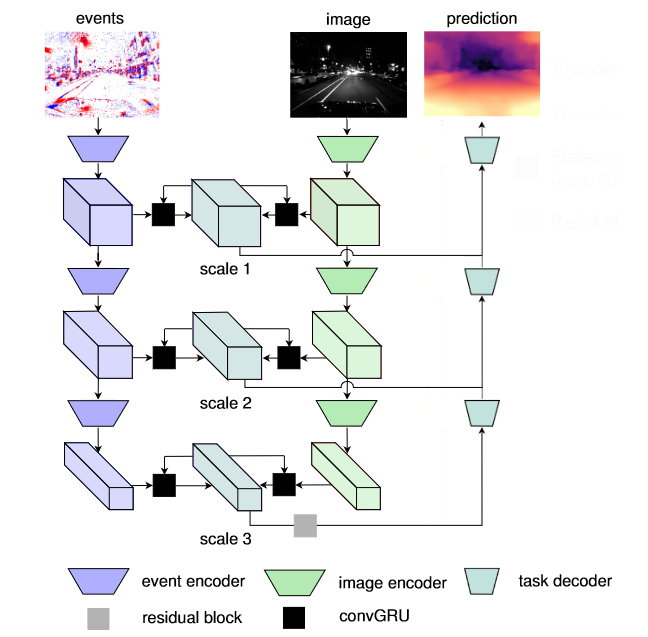 events image prediction
scale 1
scale 2
scale 3
event encoder image encoder task decoder
residual block convGRU